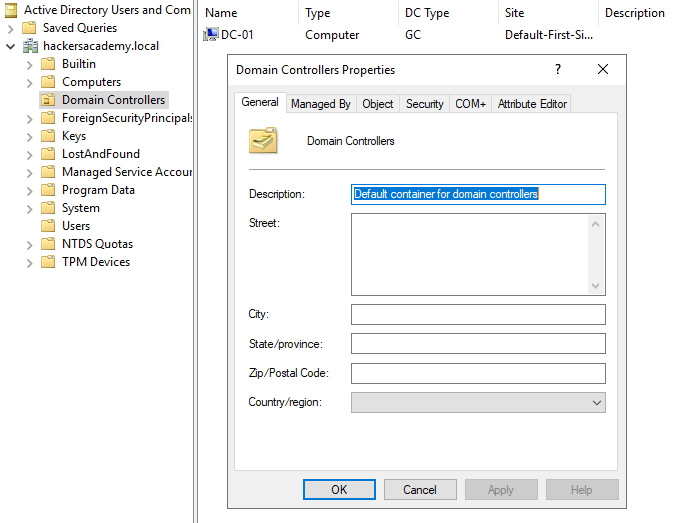 Active Directory Users and Com
Saved Queries
hackersacademy.local
Builtin
Computers
Domain Controllers
ForeignSecurityPrincipals
Keys
LostAndFound
Managed Service Accour
Program Data
System
Users
NTDS Quotas
TPM Devices
Name Type DC Type Site Description
DC-01 Computer GC Default-First-Si...
Domain Controllers Properties ?
General Managed By Object Security COM+ Attribute Editor
Domain Controllers
Description: Default container for domain controllers
Street:
City:
State/province:
Zip/Postal Code:
Country/region:
OK Cancel Apply Help